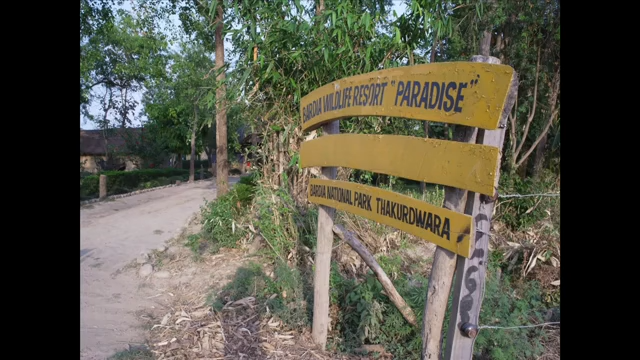 BARDIA WILDLIFE RESORT "PARADISE"
BARDIA NATIONAL PARK THAKURDWARA